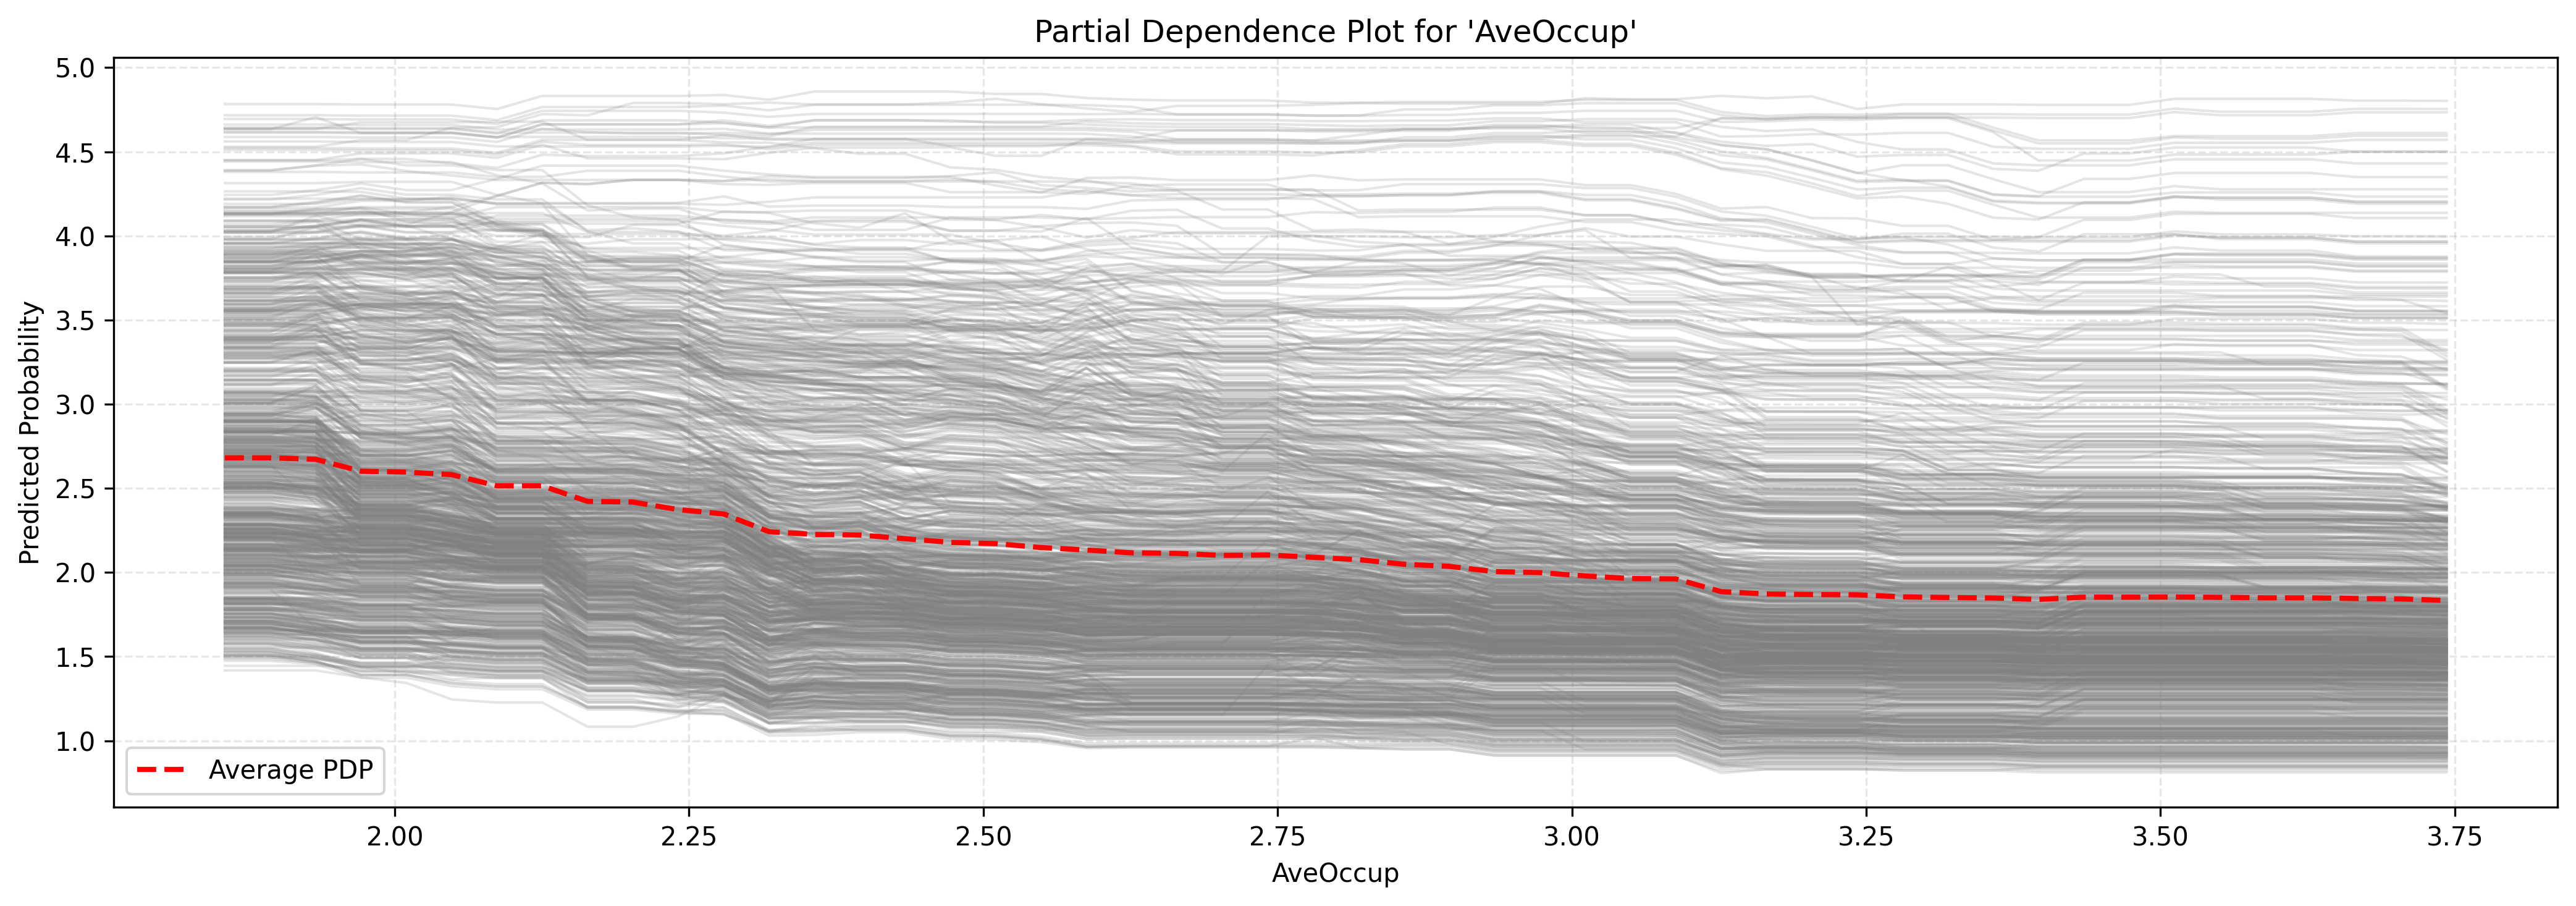 Partial Dependence Plot for 'AveOccup'
Predicted Probability
5.0
4.5
4.0
3.5
3.0
2.5
2.0
1.5
1.0
Average PDP
2.00 2.25 2.50 2.75 3.00 3.25 3.50 3.75
AveOccup